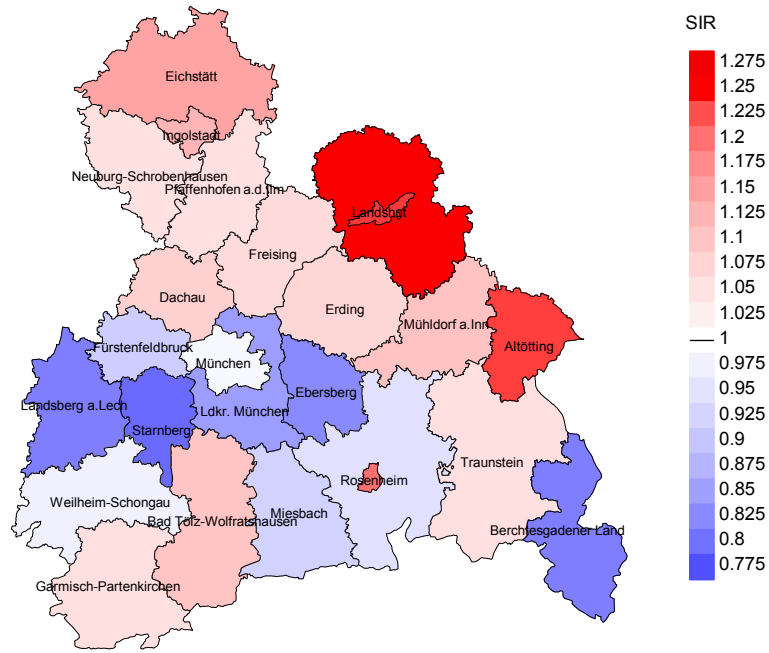 SIR
1.275
1.25
1.225
1.2
1.175
1.15
1.125
1.1
1.075
1.05
1.025
1
0.975
0.95
0.925
0.9
0.875
0.85
0.825
0.8
0.775
Eichstätt
Ingolstadt
Neuburg-Schrobenhausen
Pfaffenhofen a.d.Ilm
Landshut
Freising
Dachau
Erding
Mühldorf a.Inn
Altötting
Fürstenfeldbruck
München
Ebersberg
Landsberg a.Lech
Ldkr. München
Starnberg
Traunstein
Rosenheim
Weilheim-Schongau
Miesbach
Bad Tölz-Wolfratshausen
Berchtesgadener Land
Garmisch-Partenkirchen